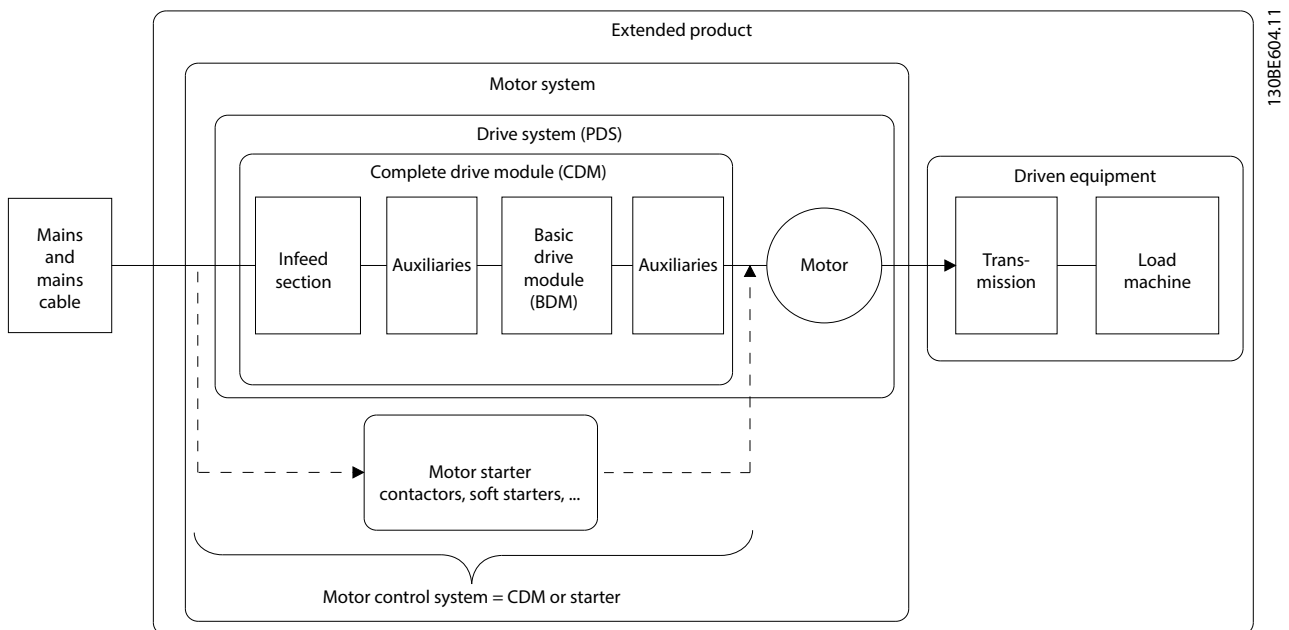 Extended product
130BE604.11
Motor system
Drive system (PDS)
Complete drive module (CDM)
Driven equipment
Mains
and
mains
cable
Infeed
section
Auxiliaries
Basic
drive
module
(BDM)
Auxiliaries
Motor
Trans-
mission
Load
machine
Motor starter
contactors, soft starters, ...
Motor control system = CDM or starter